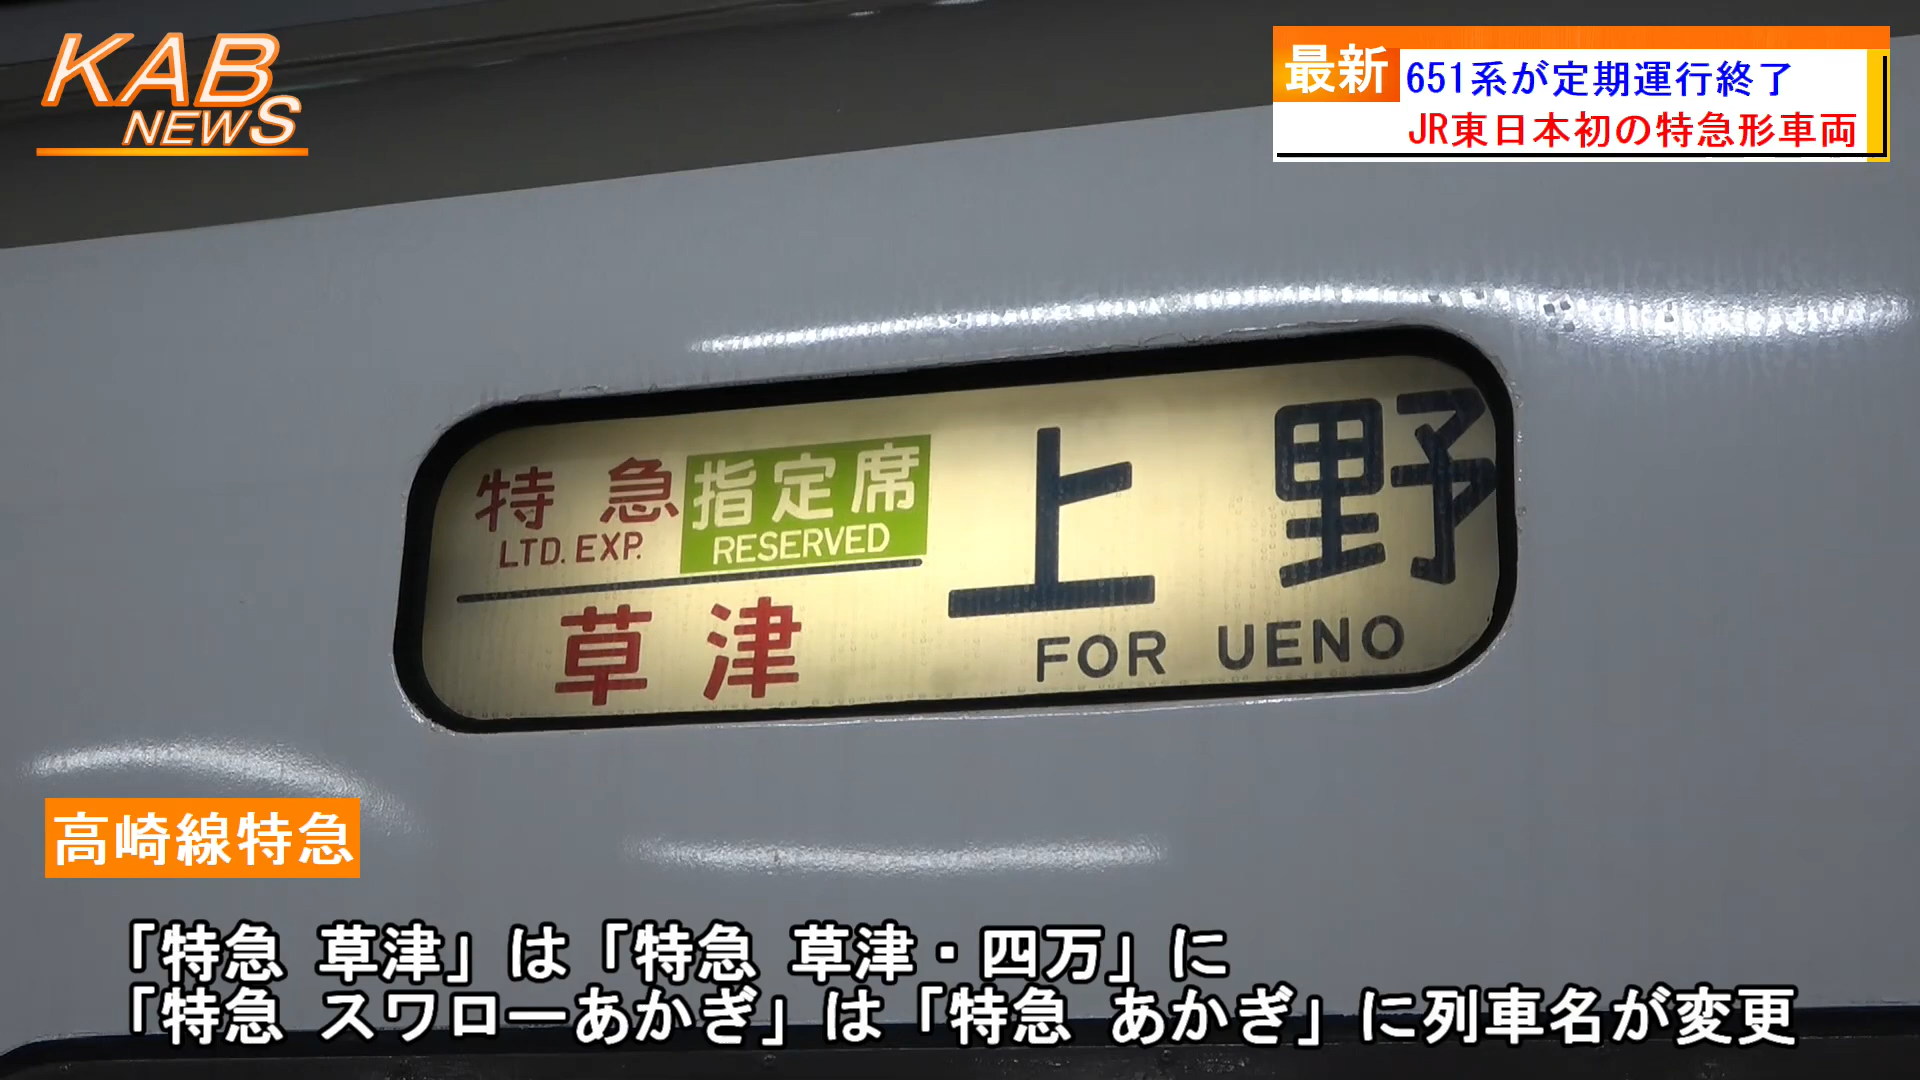 KAB
NEWS
最新
651系が定期運行終了
JR東日本初の特急形車両
特急
LTD. EXP.
指定席
RESERVED
草津
上野
FOR UENO
高崎線特急
「特急 草津」は「特急 草津・四万」に
「特急 スワローあかぎ」は「特急 あかぎ」に列車名が変更